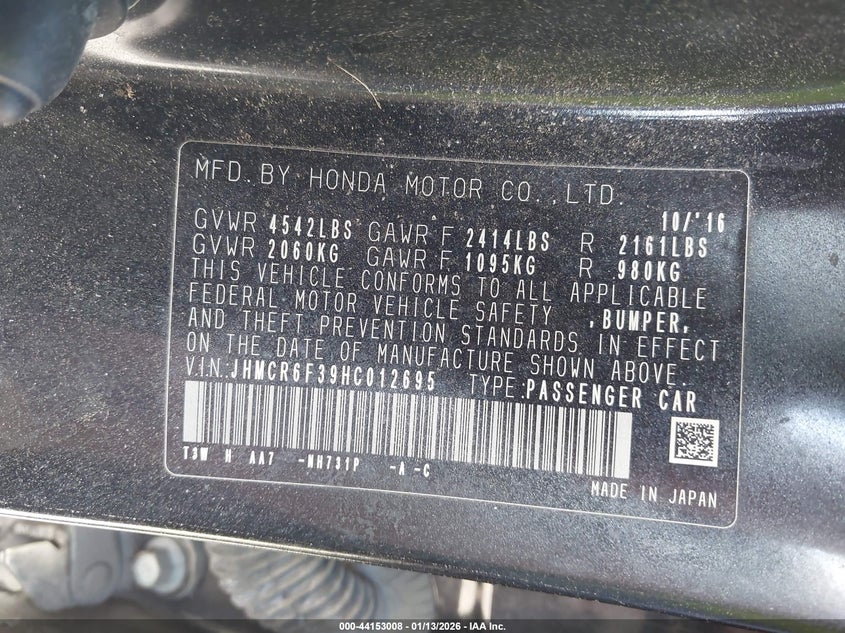 MFD. BY HONDA MOTOR CO., LTD.
10/'16
GVWR 4542LBS GAWR F 2414LBS R 2161LBS
GVWR 2060KG GAWR F 1095KG R 980KG
THIS VEHICLE CONFORMS TO ALL APPLICABLE
FEDERAL MOTOR VEHICLE SAFETY ,BUMPER,
AND THEFT PREVENTION STANDARDS IN EFFECT
ON THE DATE OF MANUFACTURE SHOWN ABOVE.
V.I.N.:JHMCR6F39HC012695 TYPE:PASSENGER CAR
T3W H AA7 -NH731P -A -C
MADE IN JAPAN
000-44153008 - 01/13/2026 - IAA Inc.